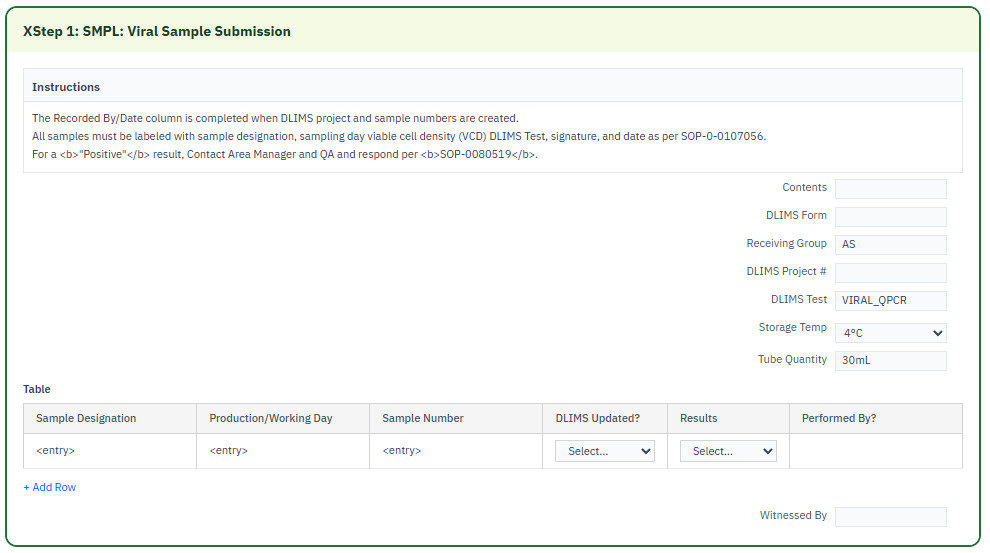 XStep 1: SMPL: Viral Sample Submission
Instructions
The Recorded By/Date column is completed when DLIMS project and sample numbers are created.
All samples must be labeled with sample designation, sampling day viable cell density (VCD) DLIMS Test, signature, and date as per SOP-0-0107056.
For a <b>"Positive"</b> result, Contact Area Manager and QA and respond per <b>SOP-0080519</b>.
Contents
DLIMS Form
Receiving Group AS
DLIMS Project #
DLIMS Test VIRAL_QPCR
Storage Temp 4°C
Tube Quantity 30mL
Table
Sample Designation Production/Working Day Sample Number DLIMS Updated? Results Performed By?
<entry> <entry> <entry> Select... Select...
+ Add Row
Witnessed By